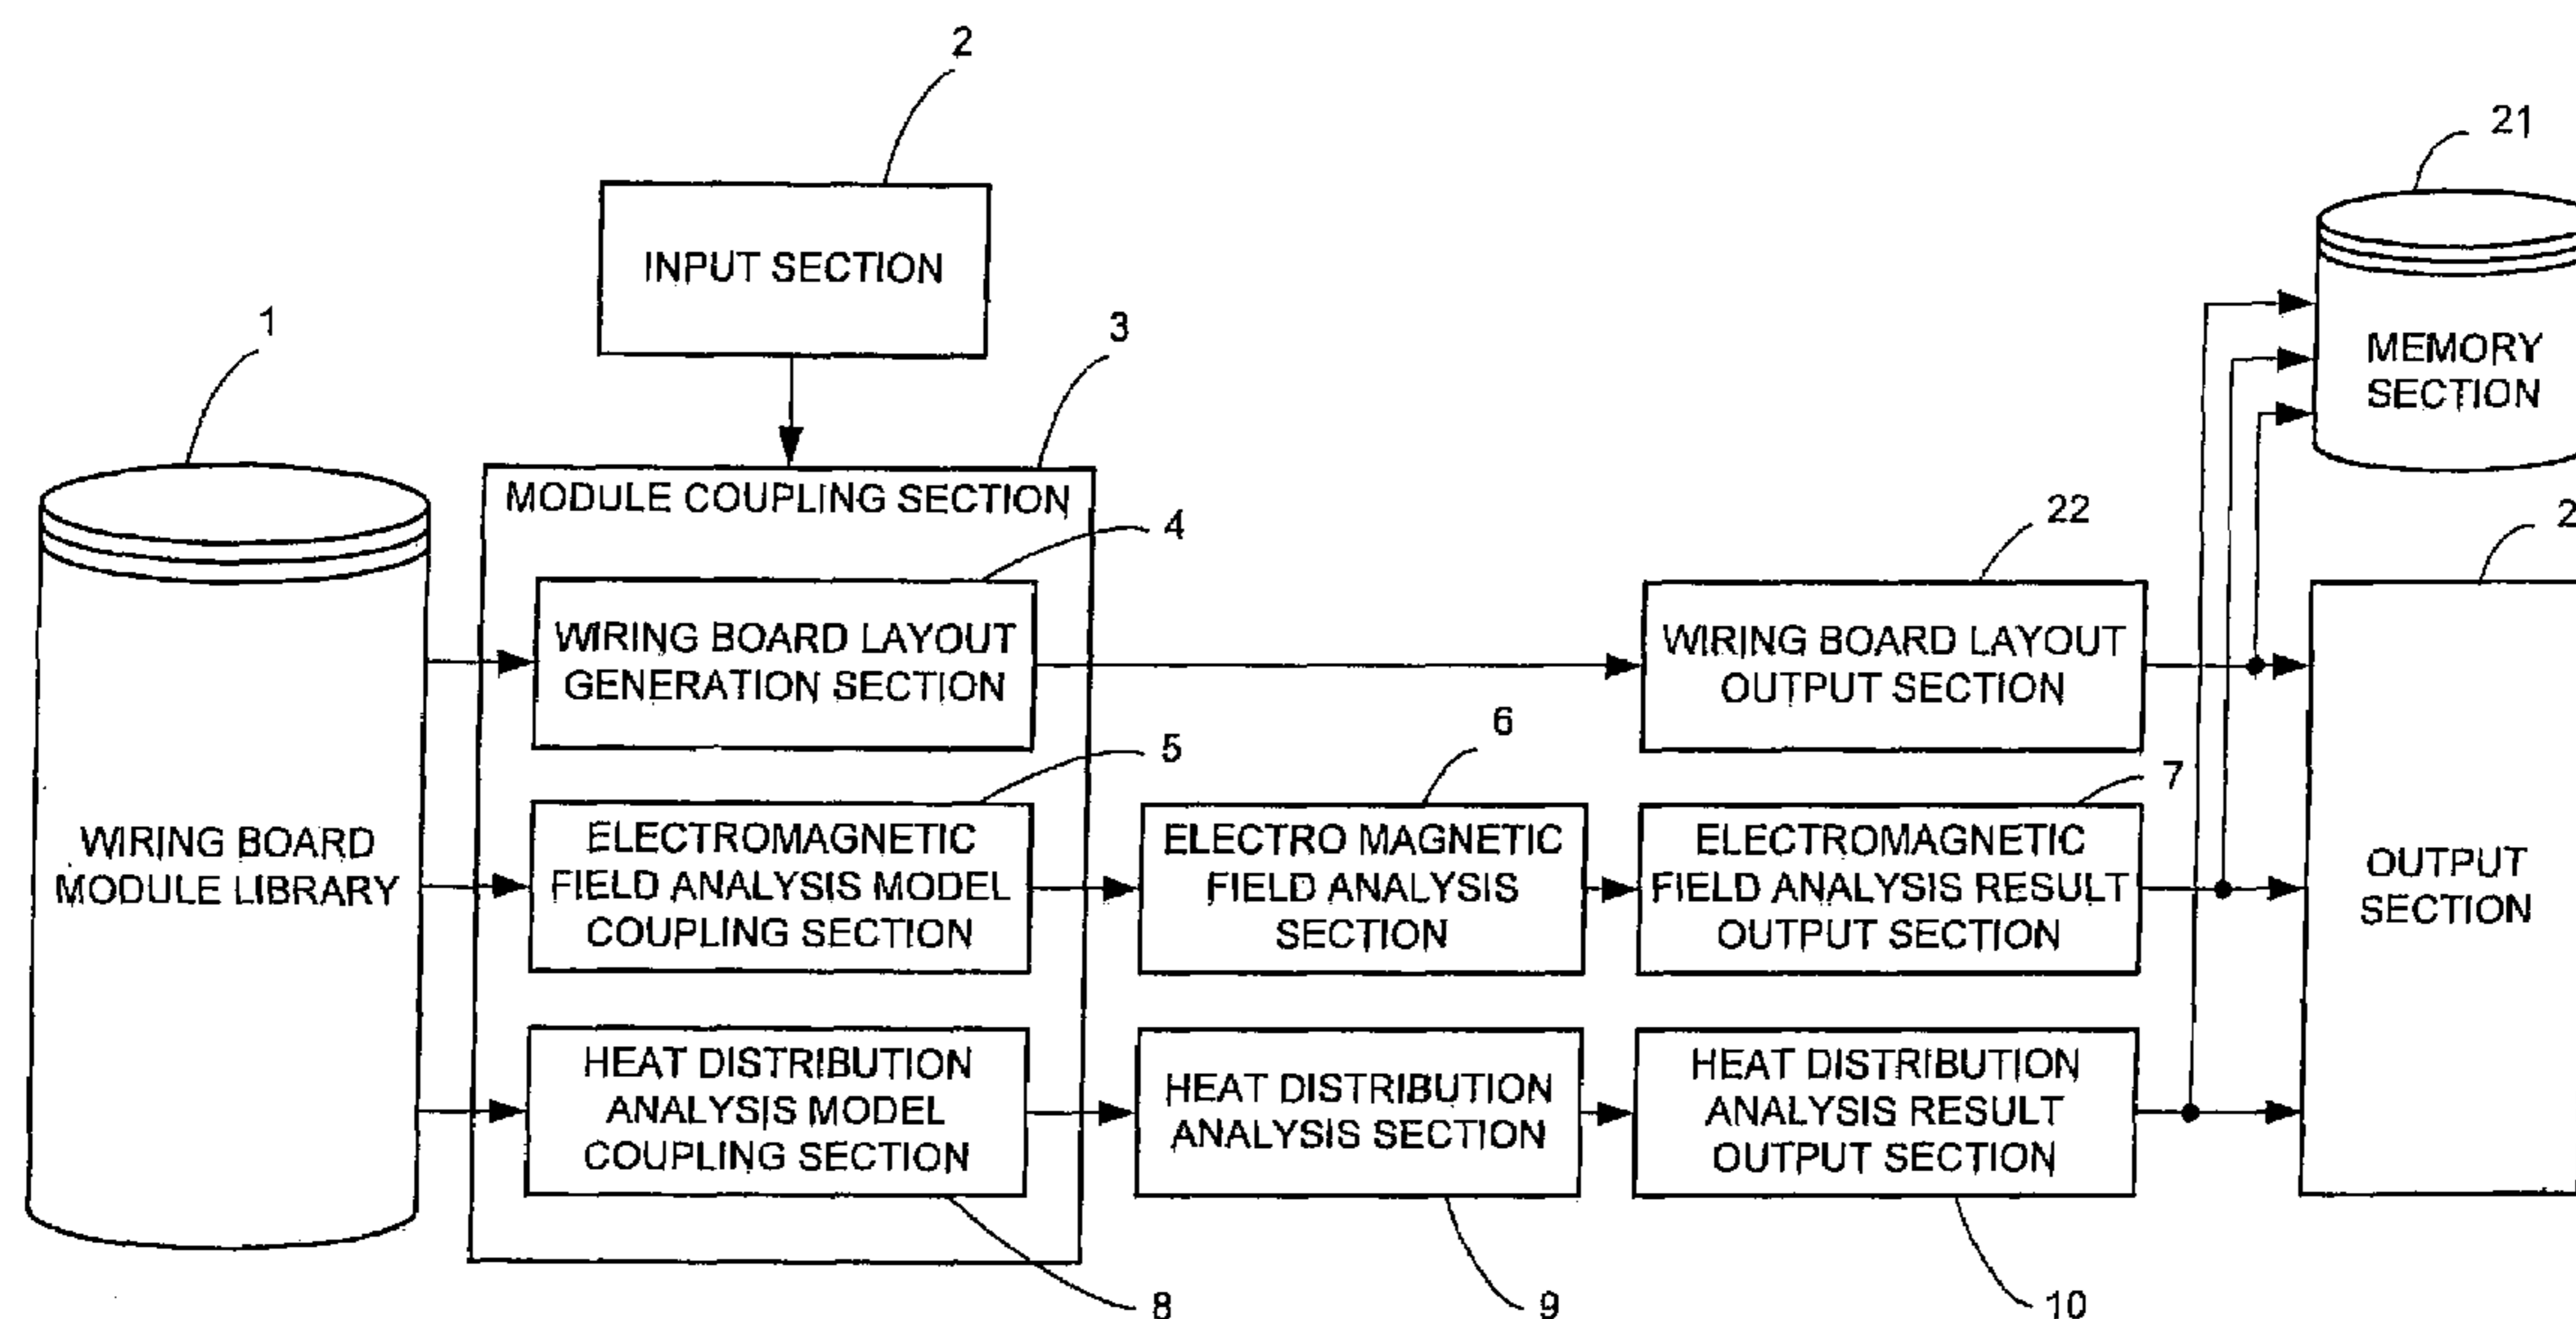 2
21
INPUT SECTION
1
3
MEMORY
SECTION
MODULE COUPLING SECTION
4
22
WIRING BOARD LAYOUT
GENERATION SECTION
WIRING BOARD LAYOUT
OUTPUT SECTION
5
6
7
WIRING BOARD
MODULE LIBRARY
ELECTROMAGNETIC
FIELD ANALYSIS MODEL
COUPLING SECTION
ELECTRO MAGNETIC
FIELD ANALYSIS
SECTION
ELECTROMAGNETIC
FIELD ANALYSIS RESULT
OUTPUT SECTION
OUTPUT
SECTION
HEAT DISTRIBUTION
ANALYSIS MODEL
COUPLING SECTION
HEAT DISTRIBUTION
ANALYSIS SECTION
HEAT DISTRIBUTION
ANALYSIS RESULT
OUTPUT SECTION
8
9
10